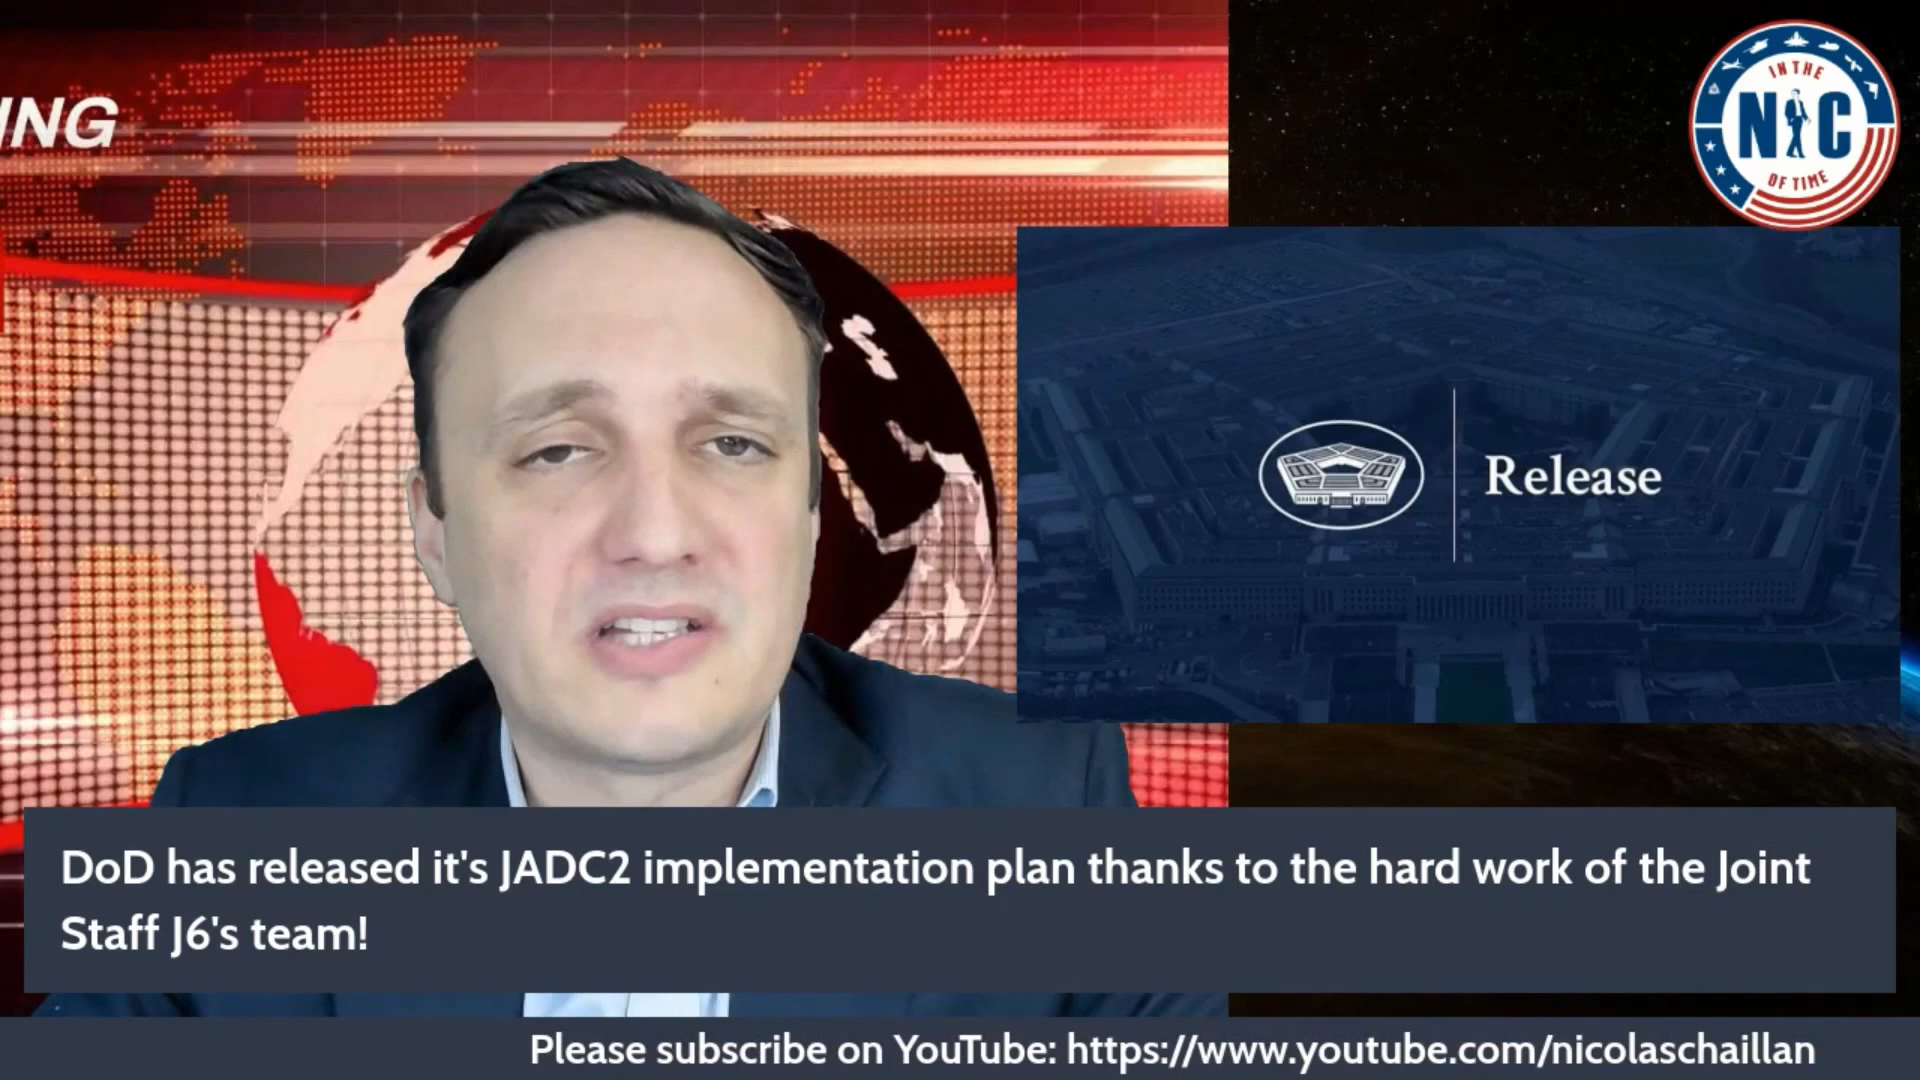 ING
IN THE
NIC
OF TIME
Release
DoD has released it's JADC2 implementation plan thanks to the hard work of the Joint
Staff J6's team!
Please subscribe on YouTube: https://www.youtube.com/nicolaschaillan